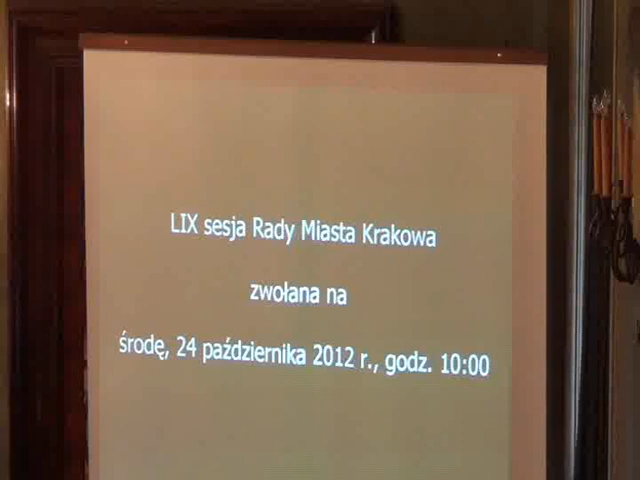 LIX sesja Rady Miasta Krakowa
zwołana na
środę, 24 października 2012 r., godz. 10:00